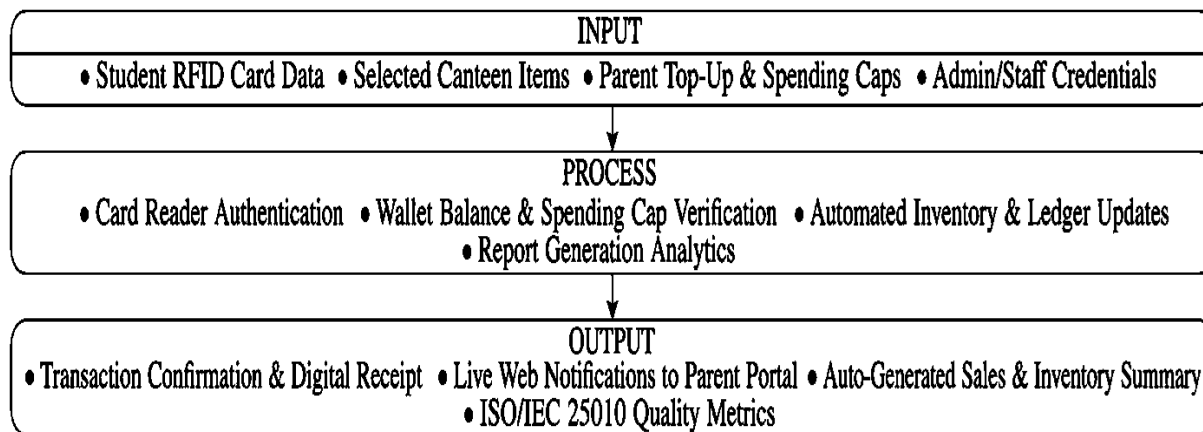 INPUT
• Student RFID Card Data • Selected Canteen Items • Parent Top-Up & Spending Caps • Admin/Staff Credentials
PROCESS
• Card Reader Authentication • Wallet Balance & Spending Cap Verification • Automated Inventory & Ledger Updates
• Report Generation Analytics
OUTPUT
• Transaction Confirmation & Digital Receipt • Live Web Notifications to Parent Portal • Auto-Generated Sales & Inventory Summary
• ISO/IEC 25010 Quality Metrics